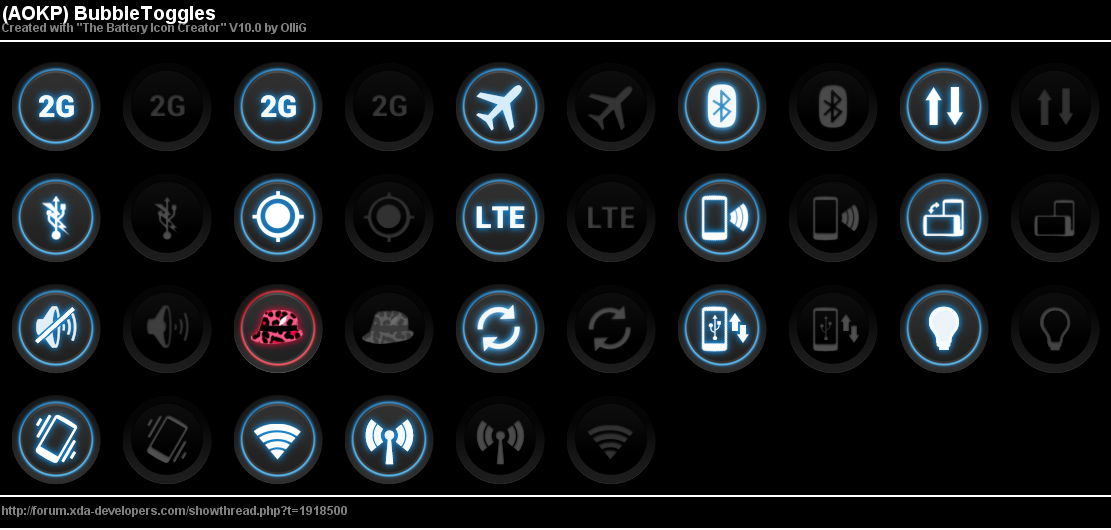 (AOKP) BubbleToggles
Created with "The Battery Icon Creator" V10.0 by OlliG
2G 2G 2G 2G
LTE LTE
http://forum.xda-developers.com/showthread.php?t=1918500